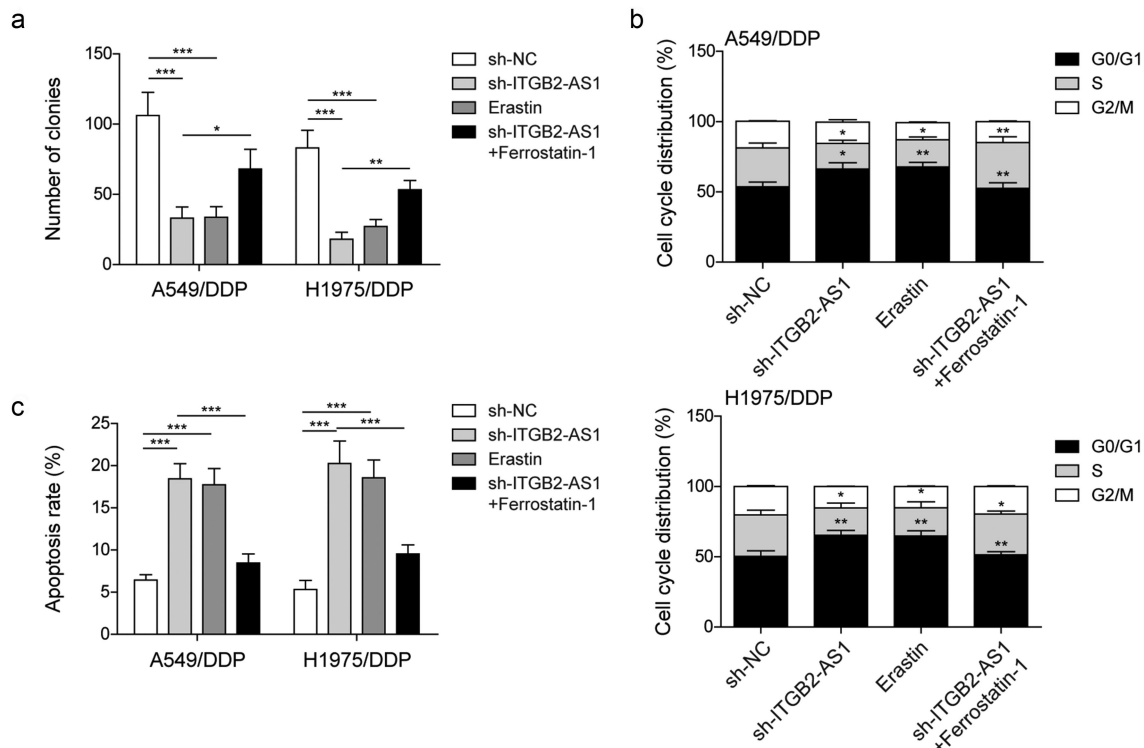 a
Number of clonies
150
100
50
0
***
***
*
***
***
**
A549/DDP
H1975/DDP
sh-NC
sh-ITGB2-AS1
Erastin
sh-ITGB2-AS1
+Ferrostatin-1
b
A549/DDP
Cell cycle distribution (%)
150
100
50
0
*
*
**
*
*
**
**
sh-NC
sh-ITGB2-AS1
Erastin
sh-ITGB2-AS1
+Ferrostatin-1
G0/G1
S
G2/M
c
Apoptosis rate (%)
25
20
15
10
5
0
***
***
***
***
***
***
A549/DDP
H1975/DDP
sh-NC
sh-ITGB2-AS1
Erastin
sh-ITGB2-AS1
+Ferrostatin-1
H1975/DDP
Cell cycle distribution (%)
150
100
50
0
*
*
*
**
**
**
sh-NC
sh-ITGB2-AS1
Erastin
sh-ITGB2-AS1
+Ferrostatin-1
G0/G1
S
G2/M